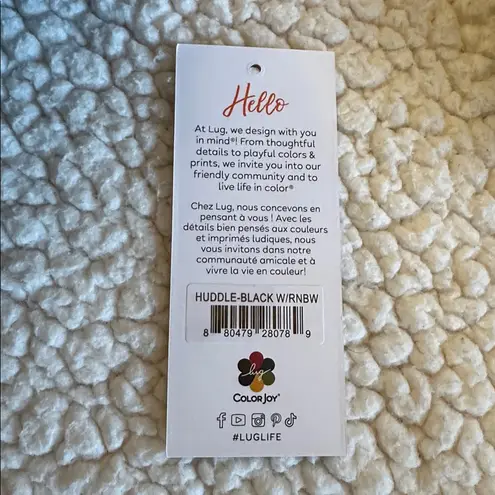 Hello
At Lug, we design with you
in mind®! From thoughtful
details to playful colors &
prints, we invite you into our
friendly community and to
live life in color®
Chez Lug, nous concevons en
pensant à vous ! Avec les
détails bien pensés aux couleurs
et imprimés ludiques, nous
vous invitons dans notre
communauté amicale et à
vivre la vie en couleur!
HUDDLE-BLACK W/RNBW
8 80479 28078 9
lug
COLORJOY®
#LUGLIFE